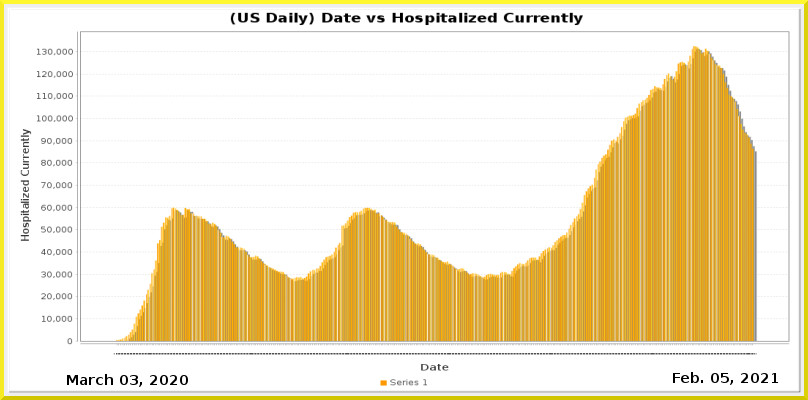 (US Daily) Date vs Hospitalized Currently
130,000
120,000
110,000
100,000
90,000
80,000
70,000
60,000
50,000
40,000
30,000
20,000
10,000
0
Hospitalized Currently
Date
March 03, 2020
Series 1
Feb. 05, 2021